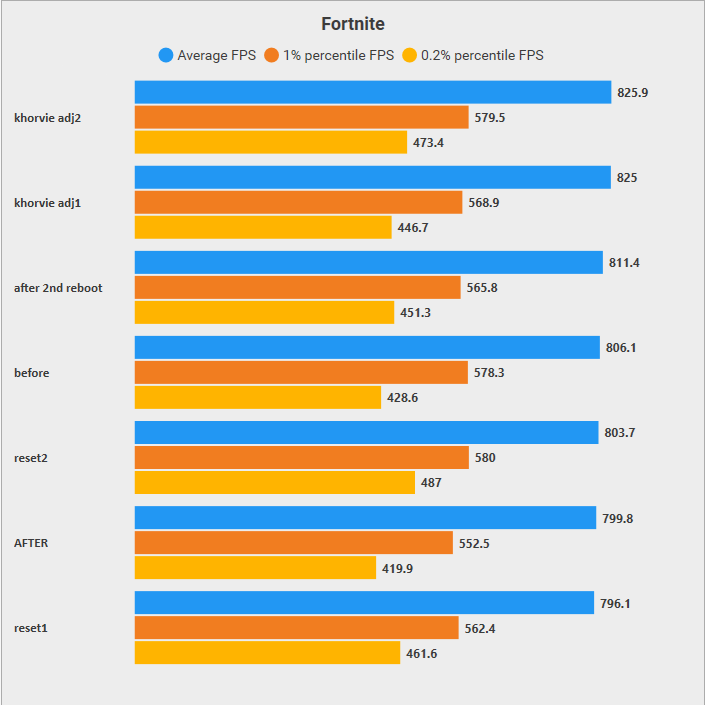 Fortnite
Average FPS 1% percentile FPS 0.2% percentile FPS
825.9
khorvie adj2 579.5
473.4
825
khorvie adj1 568.9
446.7
811.4
after 2nd reboot 565.8
451.3
806.1
before 578.3
428.6
803.7
reset2 580
487
799.8
AFTER 552.5
419.9
796.1
reset1 562.4
461.6